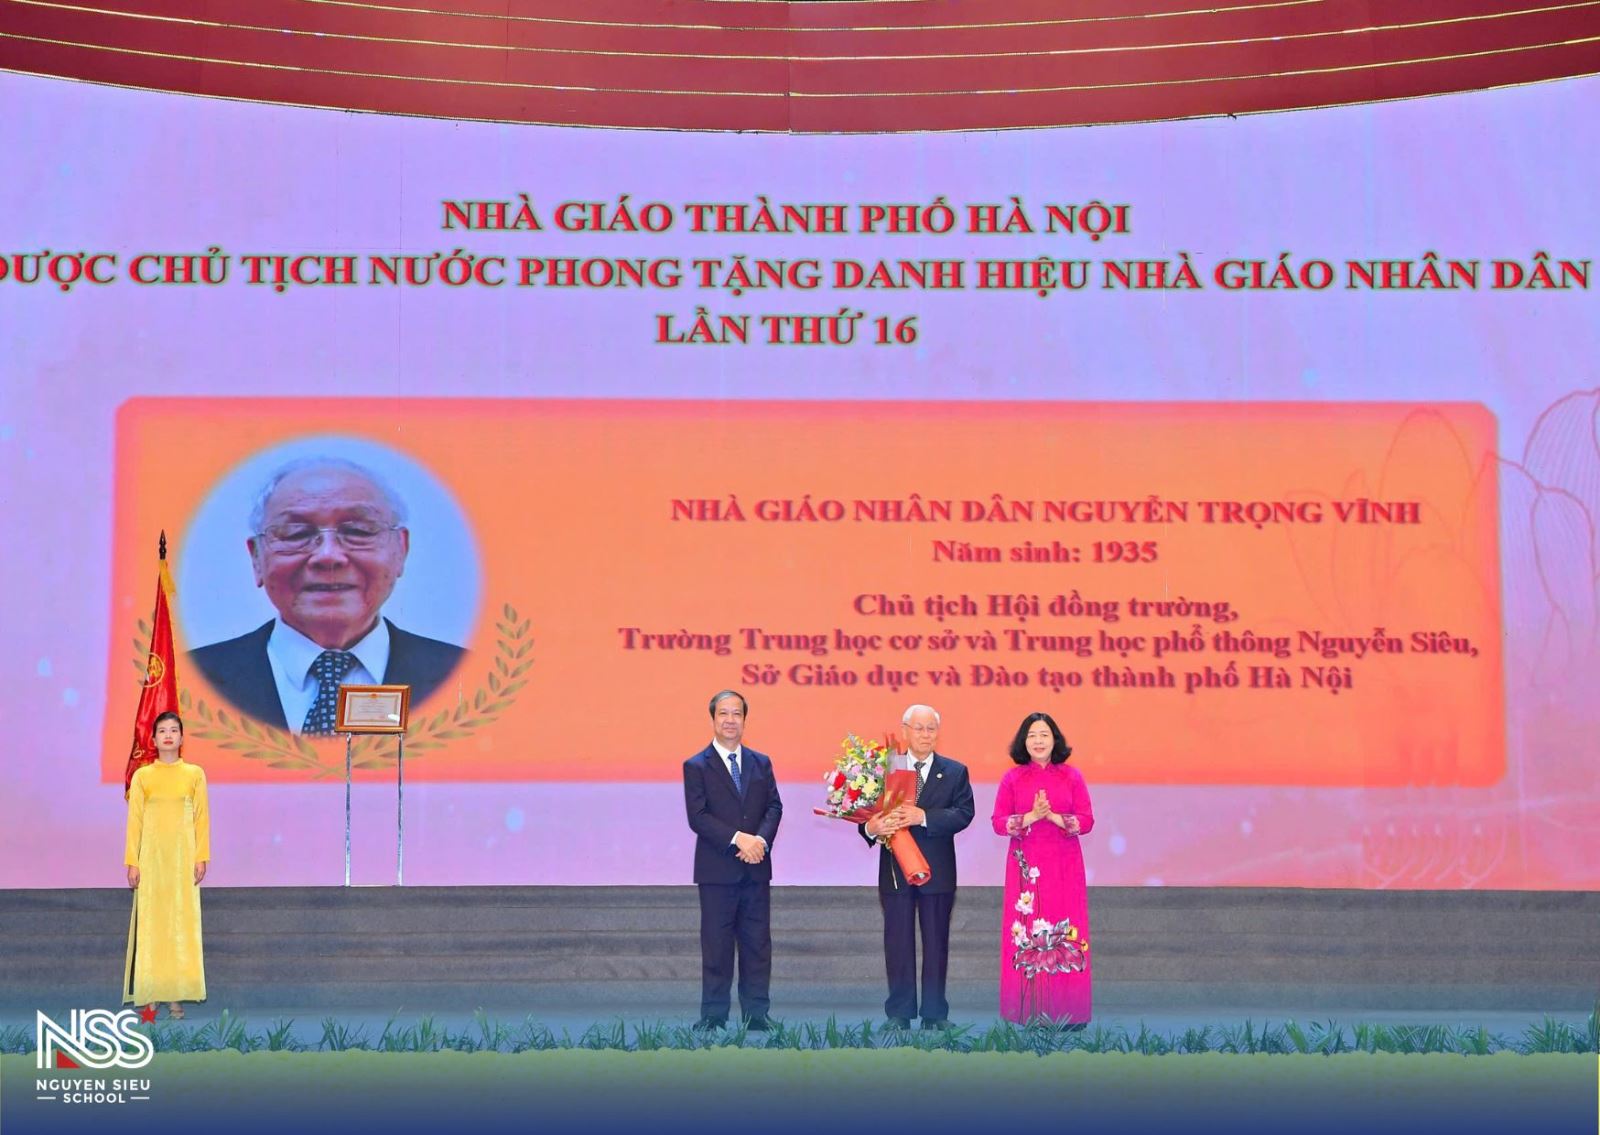 NHÀ GIÁO THÀNH PHỐ HÀ NỘI
ĐƯỢC CHỦ TỊCH NƯỚC PHONG TẶNG DANH HIỆU NHÀ GIÁO NHÂN DÂN
LẦN THỨ 16
NHÀ GIÁO NHÂN DÂN NGUYỄN TRỌNG VĨNH
Năm sinh: 1935
Chủ tịch Hội đồng trường,
Trường Trung học cơ sở và Trung học phổ thông Nguyễn Siêu,
Sở Giáo dục và Đào tạo thành phố Hà Nội
NSS
NGUYEN SIEU
SCHOOL